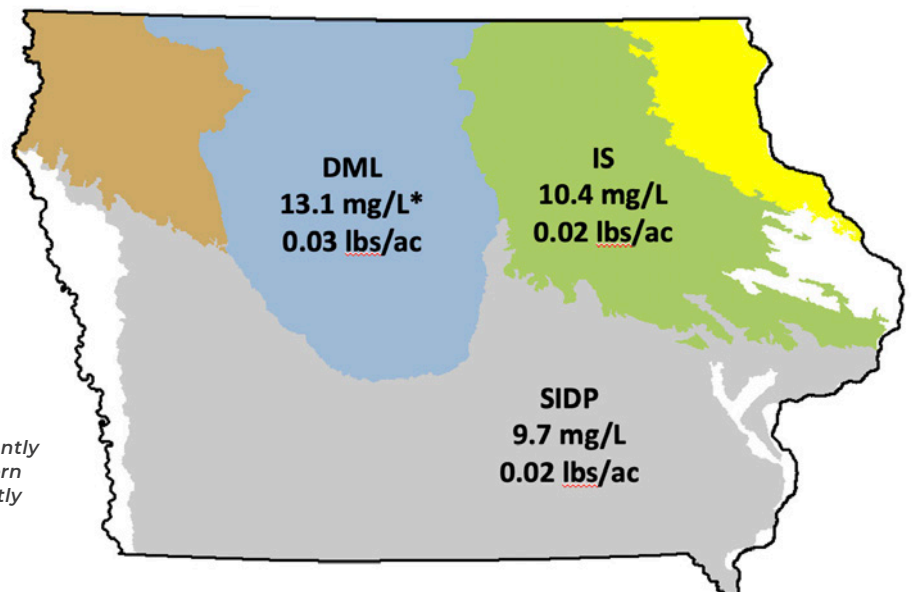 DML
13.1 mg/L*
0.03 lbs/ac
IS
10.4 mg/L
0.02 lbs/ac
SIDP
9.7 mg/L
0.02 lbs/ac